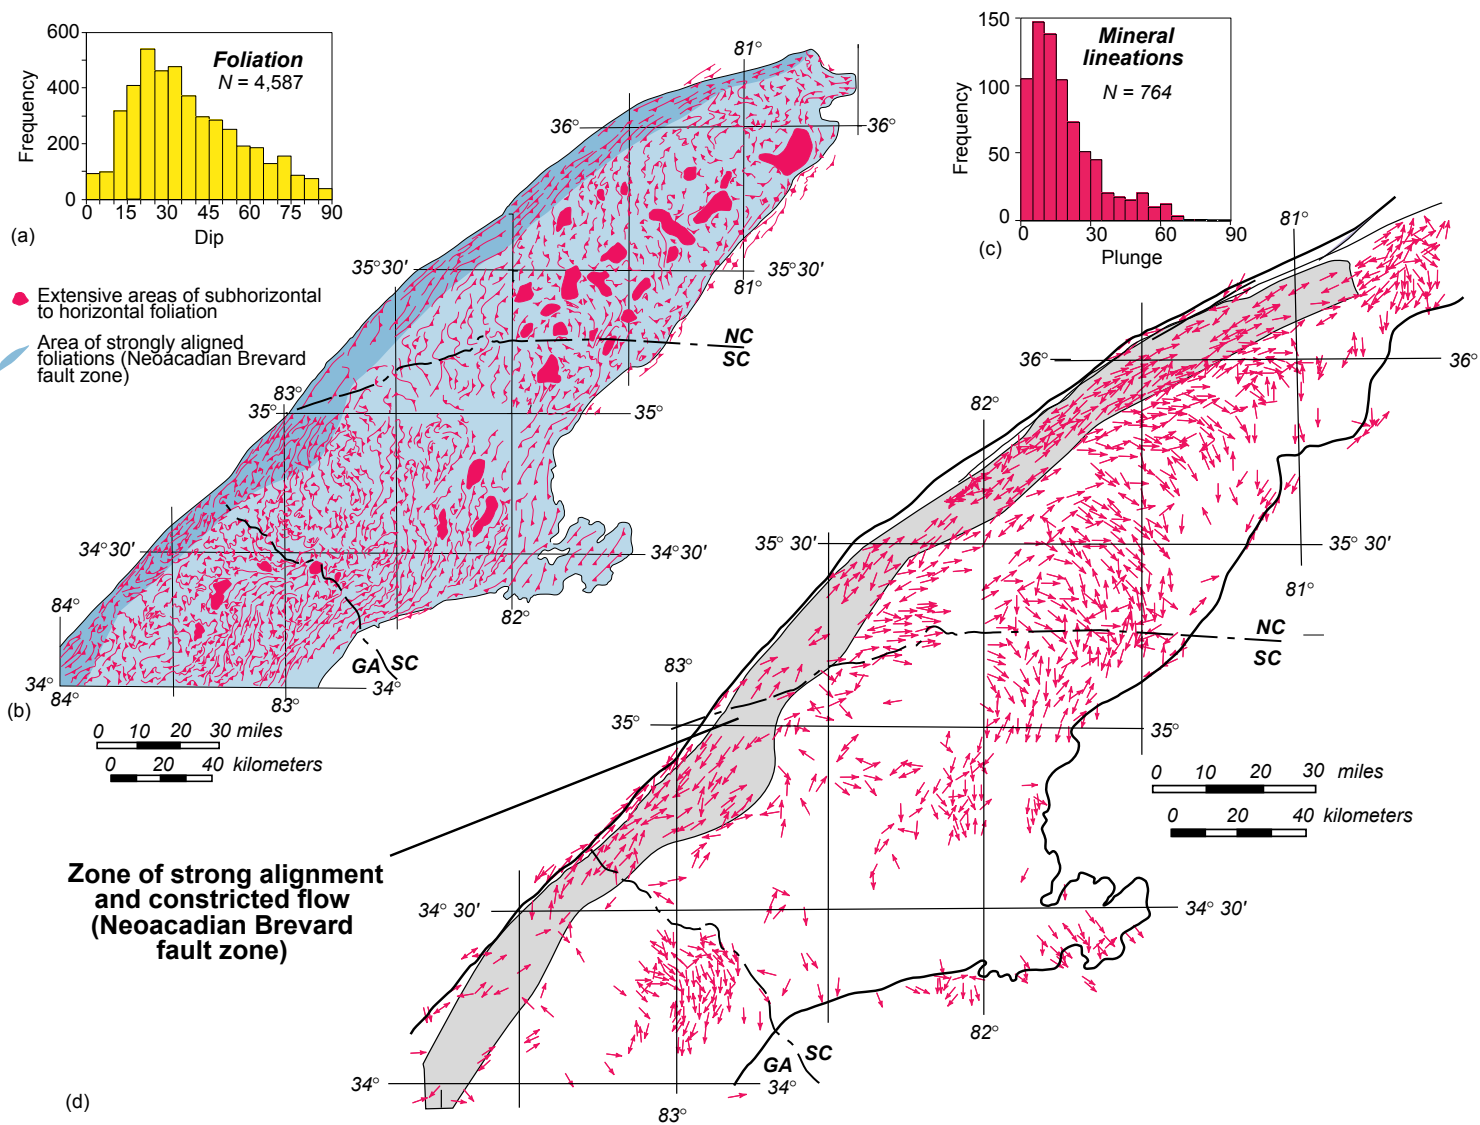 600
400
200
0
Frequency
Foliation
N = 4,587
0 15 30 45 60 75 90
Dip
(a)
Extensive areas of subhorizontal
to horizontal foliation
Area of strongly aligned
foliations (Neoacadian Brevard
fault zone)
81°
36°
36°
35° 30'
35° 30'
81°
NC
SC
83°
35°
35°
34° 30'
34° 30'
84°
82°
GA
SC
34°
34°
84°
83°
(b)
0 10 20 30 miles
0 20 40 kilometers
150
100
50
0
Frequency
Mineral
lineations
N = 764
0 30 60 90
Plunge
(c)
81°
36°
36°
82°
35° 30'
35° 30'
81°
NC
SC
83°
35°
35°
0 10 20 30 miles
0 20 40 kilometers
Zone of strong alignment
and constricted flow
(Neoacadian Brevard
fault zone)
34° 30'
34° 30'
82°
SC
GA
34°
34°
83°
(d)